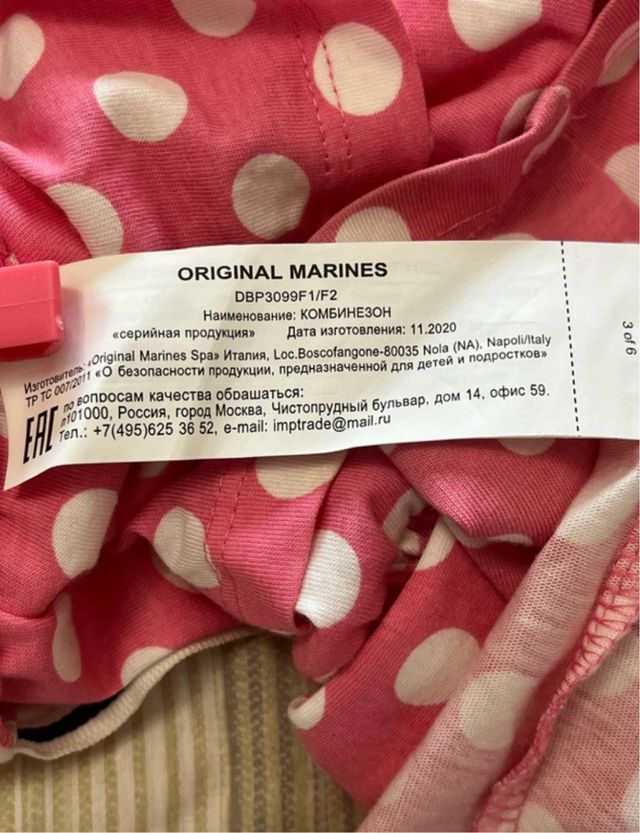 ORIGINAL MARINES
DBP3099F1/F2
Наименование: КОМБИНЕЗОН
«серийная продукция» Дата изготовления: 11.2020
Изготовитель: «Original Marines Spa» Италия, Loc.Boscofangone-80035 Nola (NA), Napoli/Italy
ТР ТС 007/2011 «О безопасности продукции, предназначенной для детей и подростков»
по вопросам качества обращаться:
101000, Россия, город Москва, Чистопрудный бульвар, дом 14, офис 59.
Тел.: +7(495)625 36 52, e-mail: imptrade@mail.ru
EAC
3 of 6